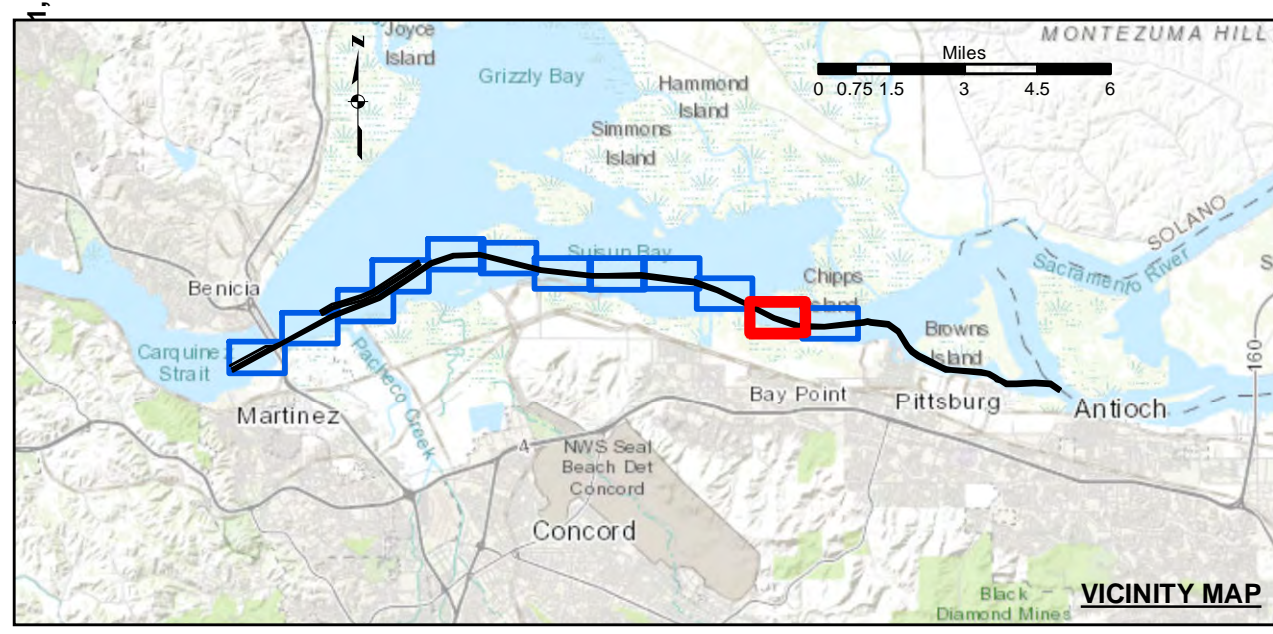 Joyce
Island
Grizzly Bay
MONTEZUMA HILL
Miles
0 0.75 1.5 3 4.5 6
N
Hammond
Island
Simmons
Island
SOLANO
Sacramento River
Suisun Bay
Chipps
Island
Benicia
Carquinez
Strait
Browns
Island
160
Pacheco Creek
Martinez
Bay Point
Pittsburg
Antioch
4
NWS Seal
Beach Det
Concord
Concord
Black
Diamond Mines
VICINITY MAP